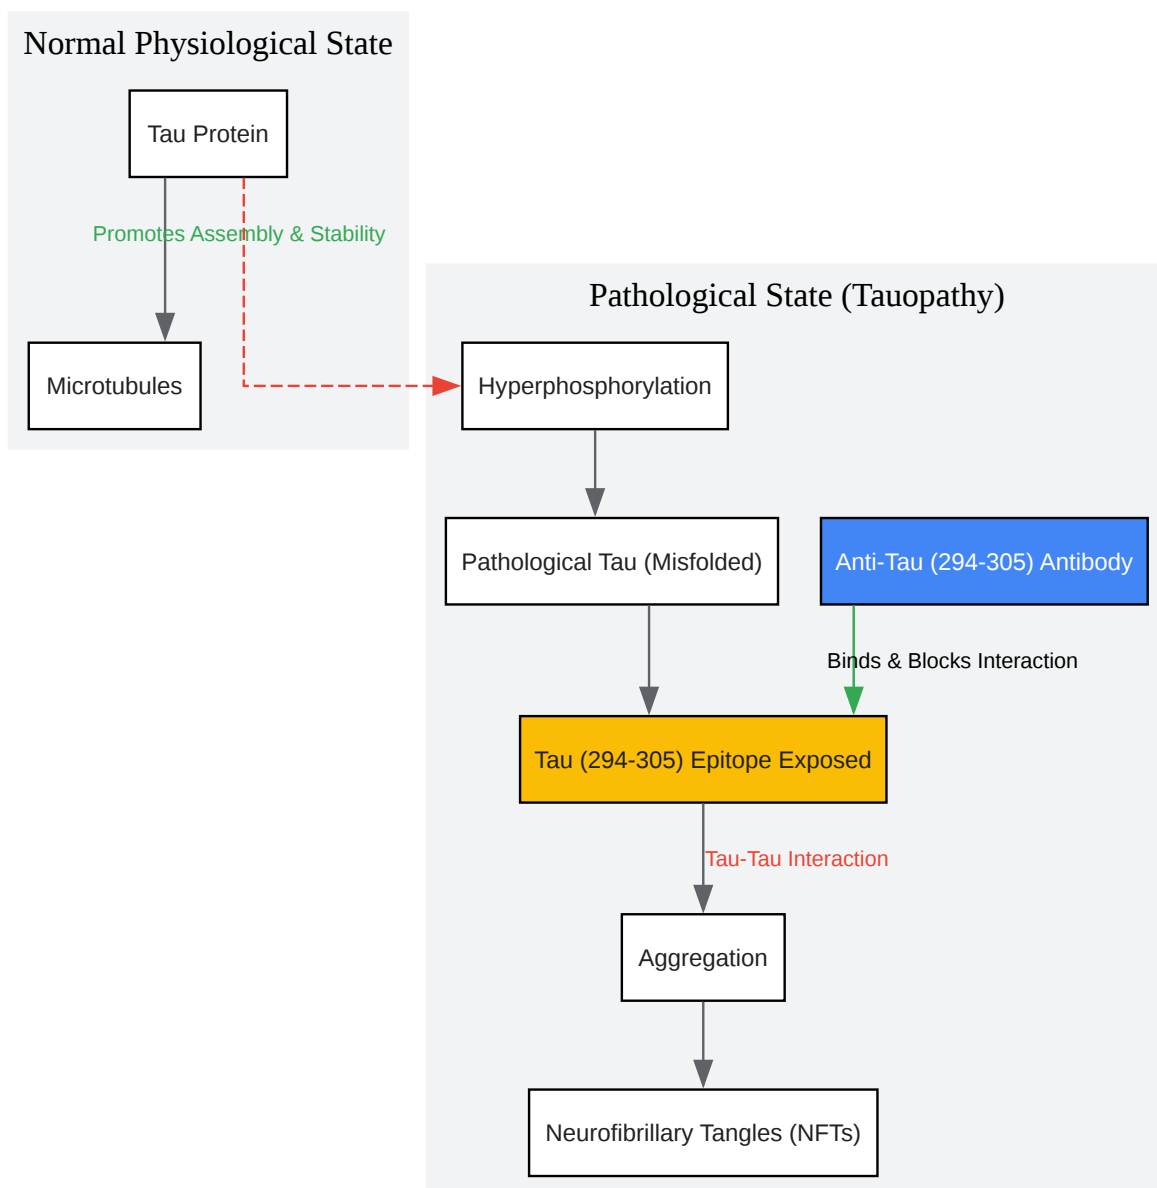 Normal Physiological State
Tau Protein
Promotes Assembly & Stability
Microtubules
Pathological State (Tauopathy)
Hyperphosphorylation
Pathological Tau (Misfolded)
Anti-Tau (294-305) Antibody
Binds & Blocks Interaction
Tau (294-305) Epitope Exposed
Tau-Tau Interaction
Aggregation
Neurofibrillary Tangles (NFTs)